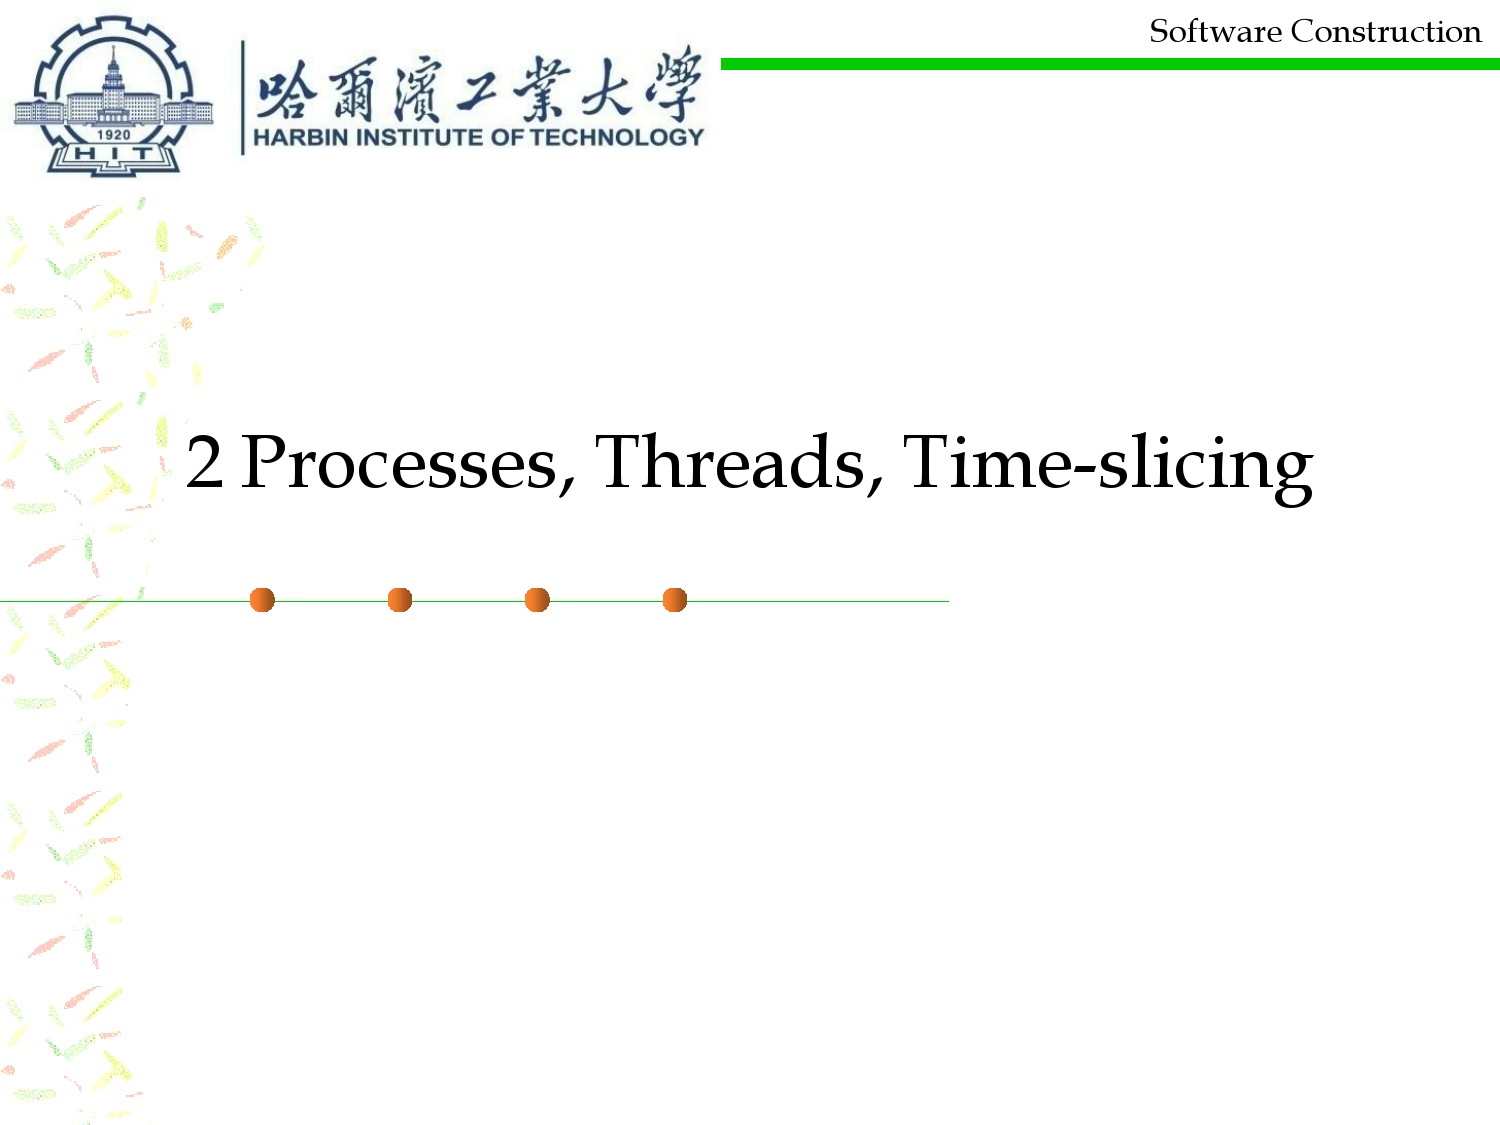 Software Construction
哈爾濱工業大學
HARBIN INSTITUTE OF TECHNOLOGY
1920
HIT
2 Processes, Threads, Time-slicing